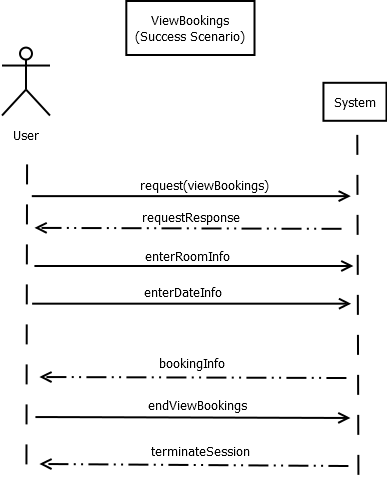 ViewBookings
(Success Scenario)
System
User
request(viewBookings)
requestResponse
enterRoomInfo
enterDateInfo
bookingInfo
endViewBookings
terminateSession